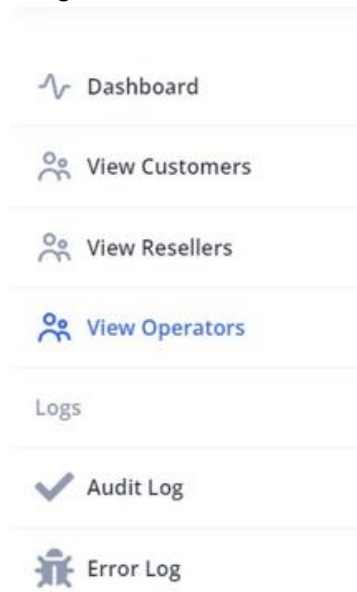 Dashboard
View Customers
View Resellers
View Operators
Logs
Audit Log
Error Log